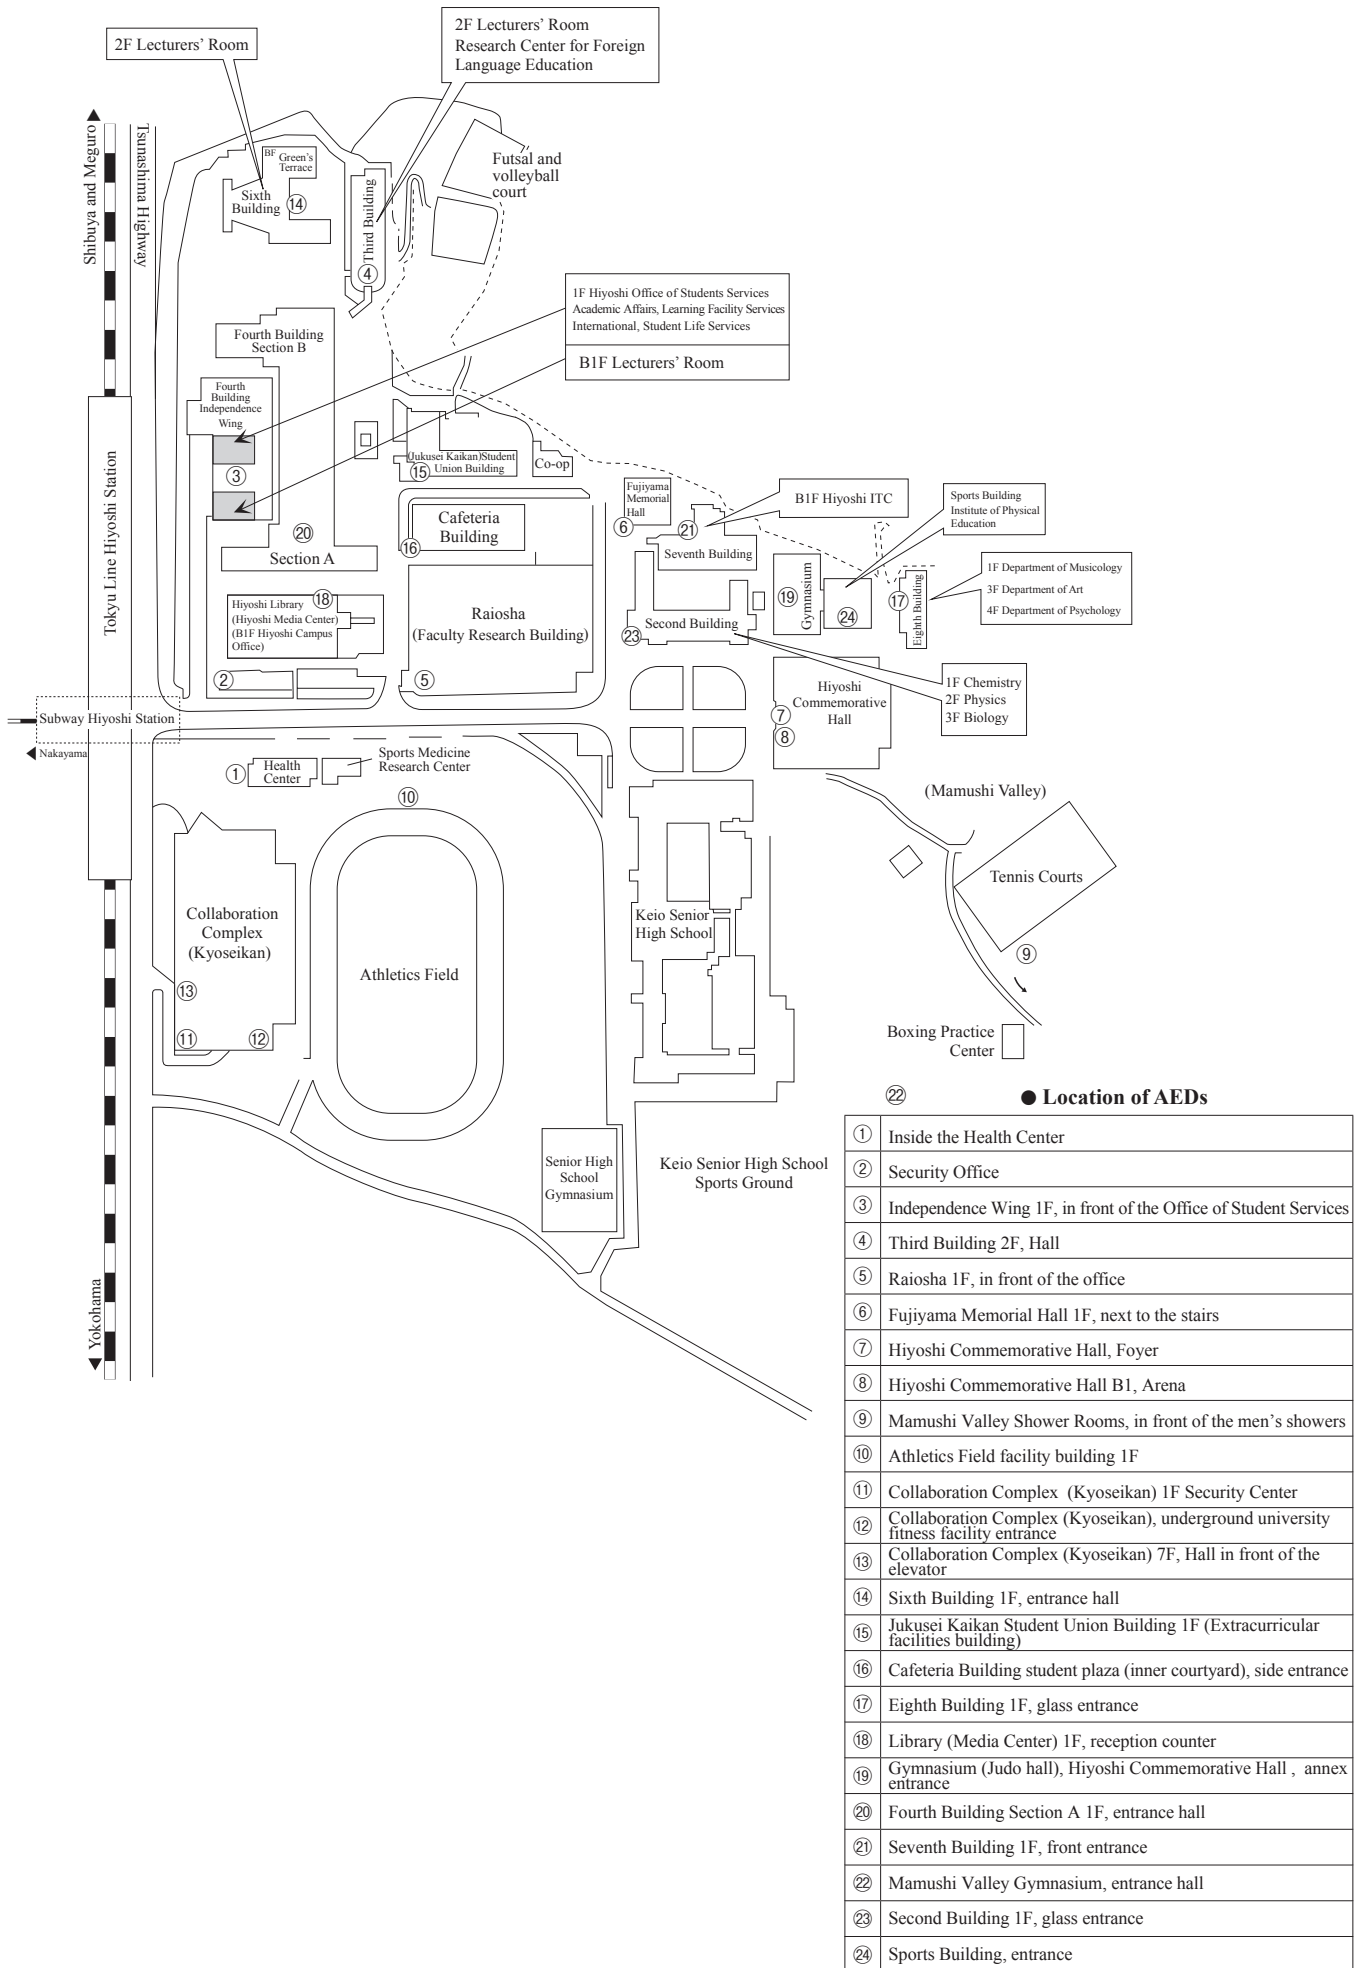 2F Lecturers' Room
2F Lecturers' Room
Research Center for Foreign
Language Education
Shibuya and Meguro
Tsunashima Highway
BF Green's
Terrace
Sixth
Building
⑭
Third Building
④
Futsal and
volleyball
court
1F Hiyoshi Office of Students Services
Academic Affairs, Learning Facility Services
International, Student Life Services
B1F Lecturers' Room
Fourth Building
Section B
Fourth
Building
Independence
Wing
③
⑳
Section A
(Jukusei Kaikan)Student
Union Building
⑮
Co-op
Cafeteria
Building
⑯
Fujiyama
Memorial
Hall
⑥
㉑
Seventh Building
B1F Hiyoshi ITC
Sports Building
Institute of Physical
Education
1F Department of Musicology
3F Department of Art
4F Department of Psychology
Tokyu Line Hiyoshi Station
Hiyoshi Library
(Hiyoshi Media Center)
(B1F Hiyoshi Campus
Office)
⑱
②
Raiosha
(Faculty Research Building)
⑤
Second Building
㉓
Gymnasium
⑲
㉔
⑰
Eighth Building
1F Chemistry
2F Physics
3F Biology
Hiyoshi
Commemorative
Hall
⑦
⑧
Subway Hiyoshi Station
Nakayama
①
Health
Center
Sports Medicine
Research Center
⑩
(Mamushi Valley)
Tennis Courts
⑨
Collaboration
Complex
(Kyoseikan)
⑬
⑪
⑫
Athletics Field
Keio Senior
High School
Boxing Practice
Center
Senior High
School
Gymnasium
Keio Senior High School
Sports Ground
Yokohama
㉒
● Location of AEDs
① Inside the Health Center
② Security Office
③ Independence Wing 1F, in front of the Office of Student Services
④ Third Building 2F, Hall
⑤ Raiosha 1F, in front of the office
⑥ Fujiyama Memorial Hall 1F, next to the stairs
⑦ Hiyoshi Commemorative Hall, Foyer
⑧ Hiyoshi Commemorative Hall B1, Arena
⑨ Mamushi Valley Shower Rooms, in front of the men's showers
⑩ Athletics Field facility building 1F
⑪ Collaboration Complex (Kyoseikan) 1F Security Center
⑫ Collaboration Complex (Kyoseikan), underground university
fitness facility entrance
⑬ Collaboration Complex (Kyoseikan) 7F, Hall in front of the
elevator
⑭ Sixth Building 1F, entrance hall
⑮ Jukusei Kaikan Student Union Building 1F (Extracurricular
facilities building)
⑯ Cafeteria Building student plaza (inner courtyard), side entrance
⑰ Eighth Building 1F, glass entrance
⑱ Library (Media Center) 1F, reception counter
⑲ Gymnasium (Judo hall), Hiyoshi Commemorative Hall , annex
entrance
⑳ Fourth Building Section A 1F, entrance hall
㉑ Seventh Building 1F, front entrance
㉒ Mamushi Valley Gymnasium, entrance hall
㉓ Second Building 1F, glass entrance
㉔ Sports Building, entrance